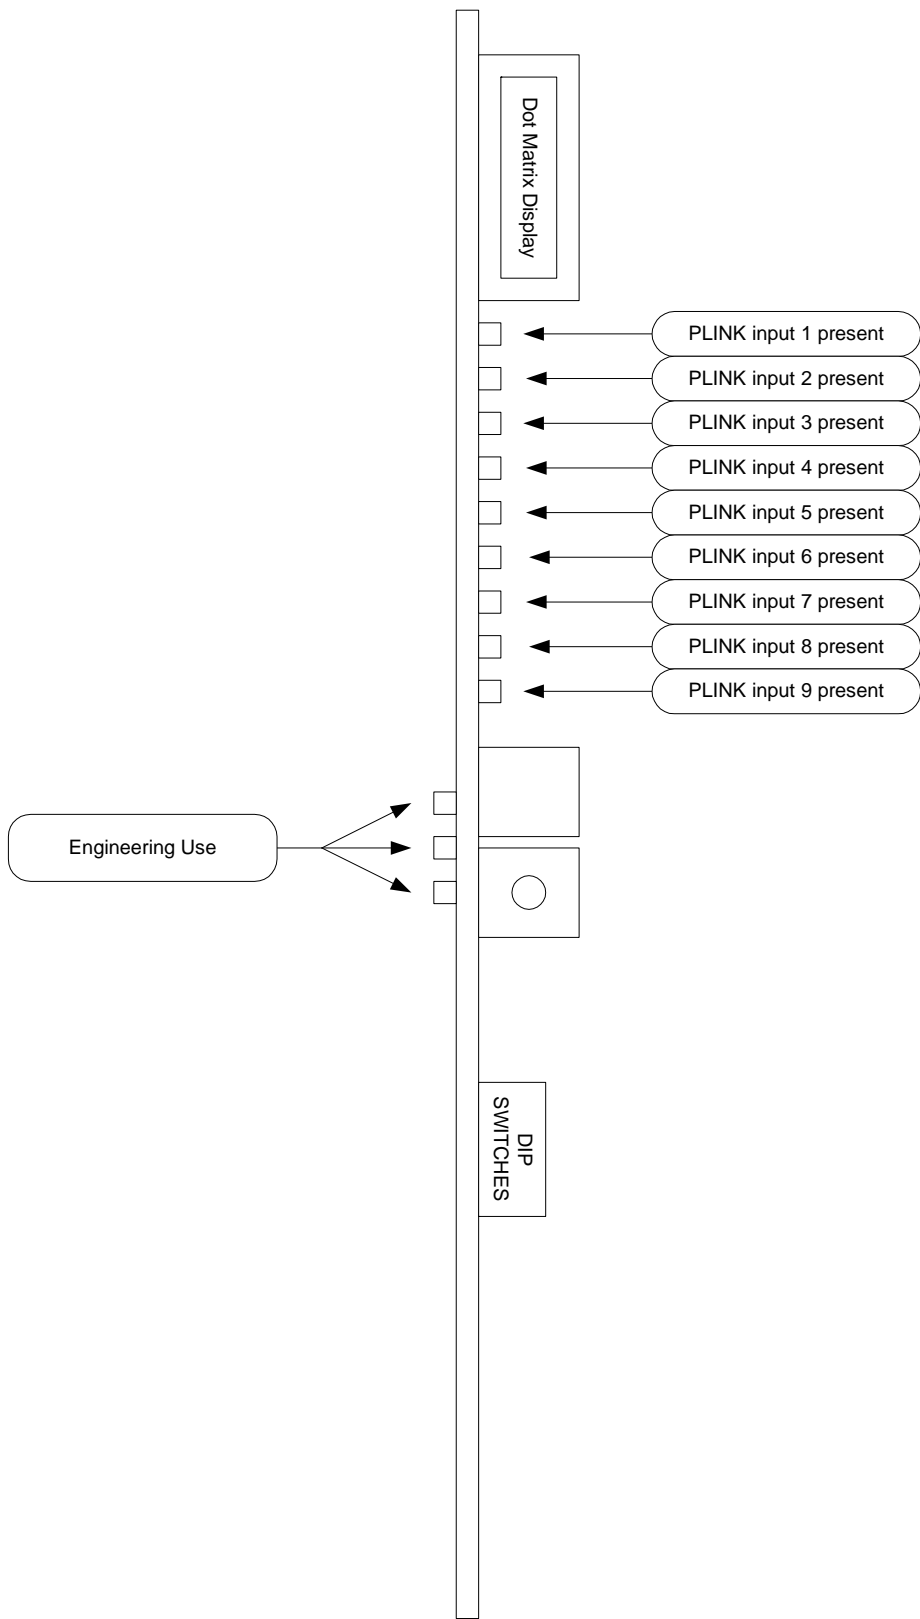 Dot Matrix Display
PLINK input 1 present
PLINK input 2 present
PLINK input 3 present
PLINK input 4 present
PLINK input 5 present
PLINK input 6 present
PLINK input 7 present
PLINK input 8 present
PLINK input 9 present
Engineering Use
DIP
SWITCHES